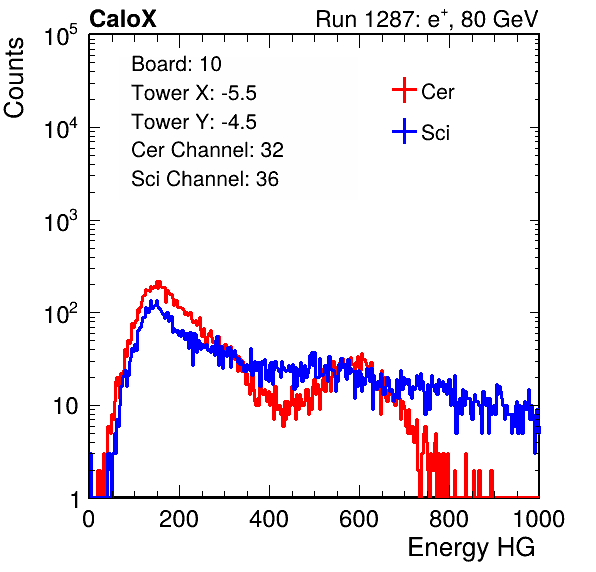 CaloX Run 1287: e⁺, 80 GeV
Counts
10⁵
10⁴
10³
10²
10
1
Board: 10
Tower X: -5.5
Tower Y: -4.5
Cer Channel: 32
Sci Channel: 36
Cer
Sci
0 200 400 600 800 1000
Energy HG